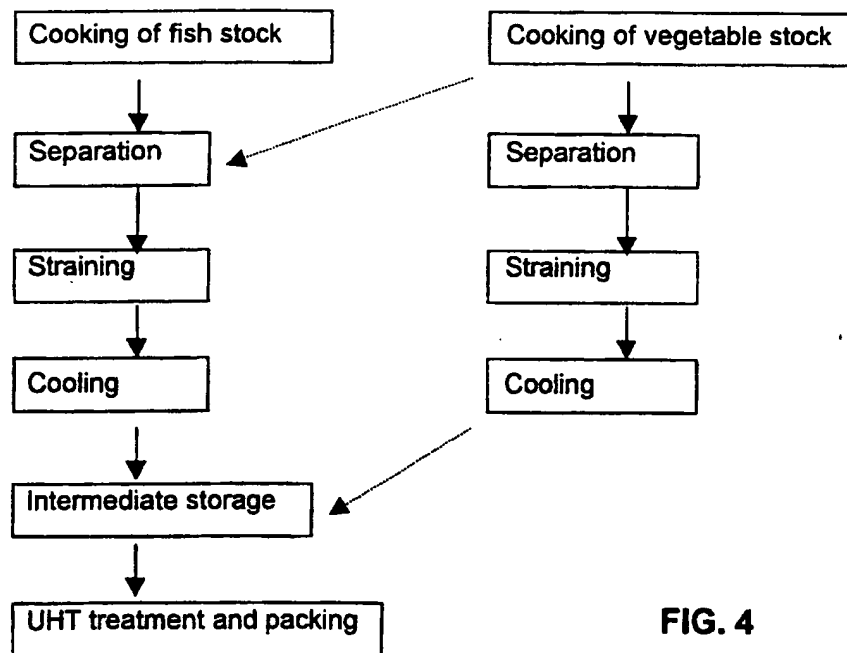 Cooking of fish stock
Separation
Straining
Cooling
Intermediate storage
UHT treatment and packing
Cooking of vegetable stock
Separation
Straining
Cooling
FIG. 4